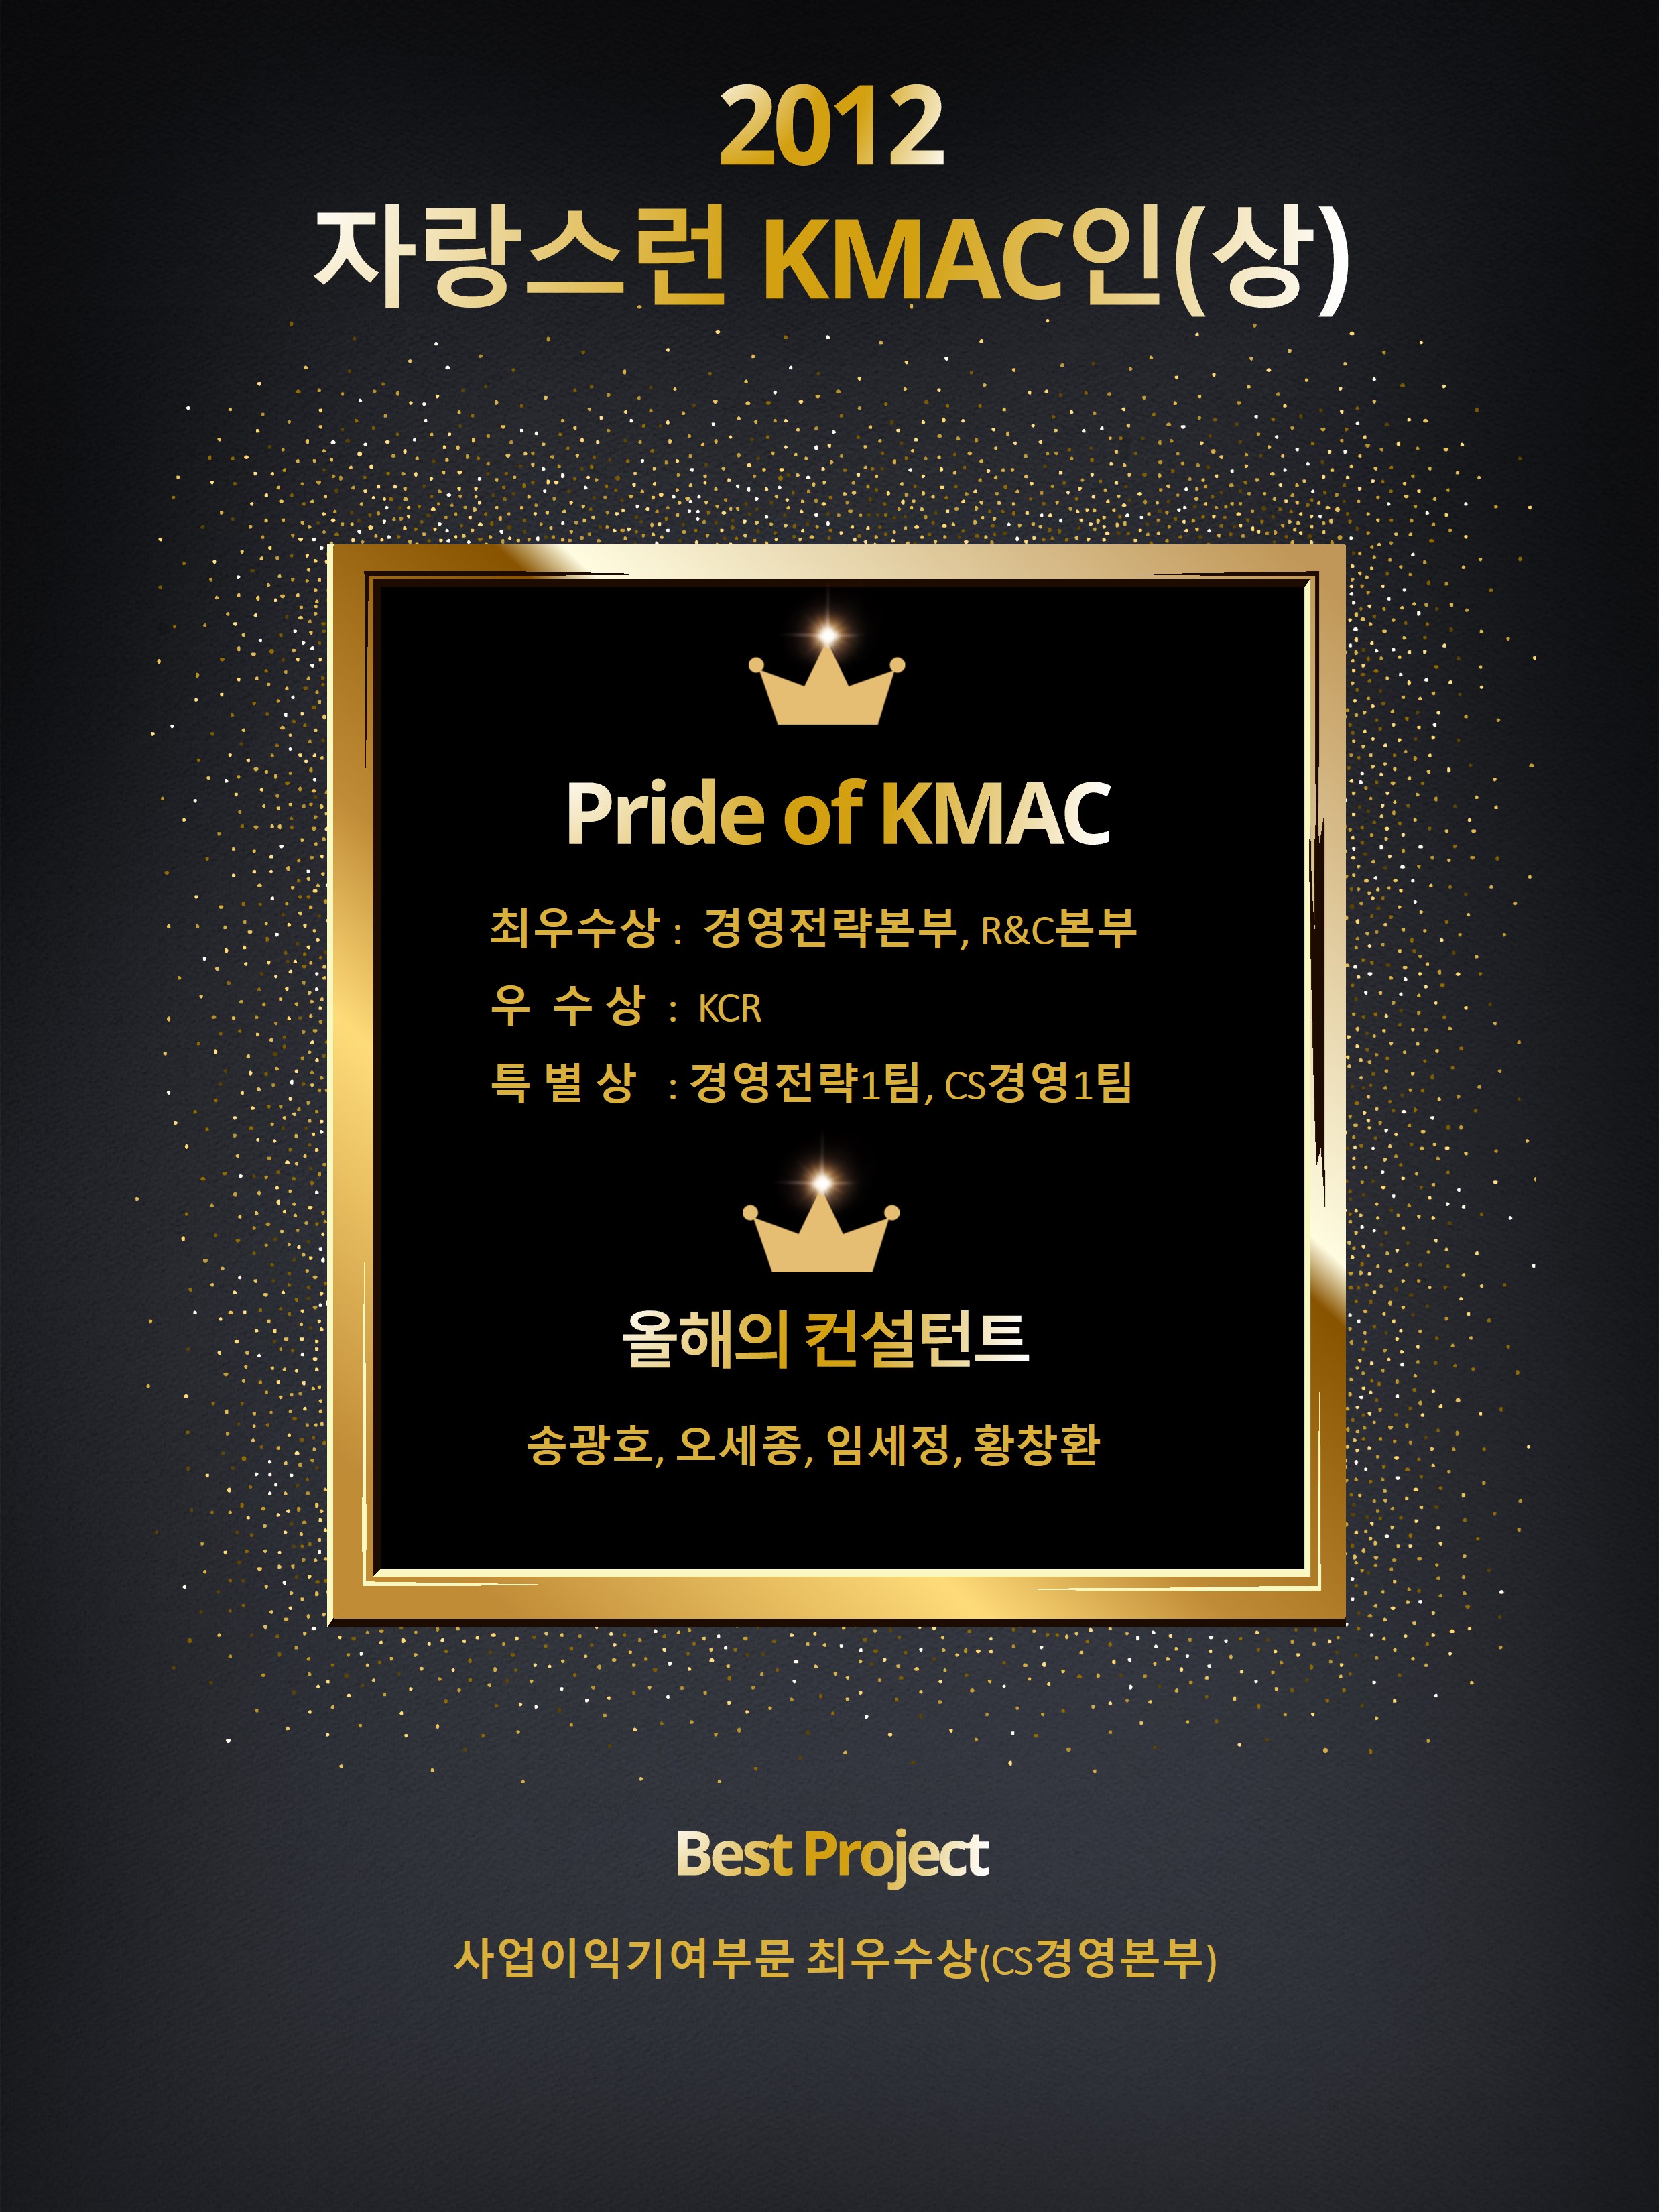 2012
자랑스런 KMAC인(상)
Pride of KMAC
최우수상 : 경영전략본부, R&C본부
우 수 상 : KCR
특 별 상 : 경영전략1팀, CS경영1팀
올해의 컨설턴트
송광호, 오세종, 임세정, 황창환
Best Project
사업이익기여부문 최우수상(CS경영본부)